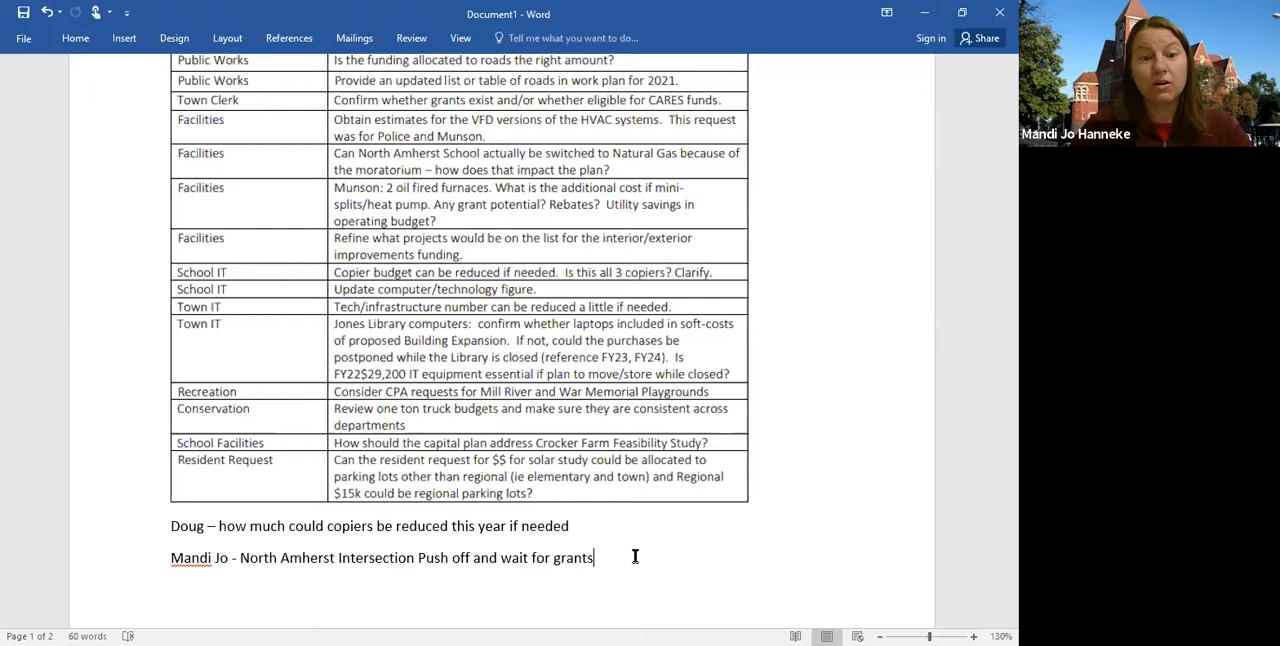 Document1 - Word
File Home Insert Design Layout References Mailings Review View Tell me what you want to do... Sign in Share
Public Works Is the funding allocated to roads the right amount?
Public Works Provide an updated list or table of roads in work plan for 2021.
Town Clerk Confirm whether grants exist and/or whether eligible for CARES funds.
Facilities Obtain estimates for the VFD versions of the HVAC systems. This request
was for Police and Munson.
Facilities Can North Amherst School actually be switched to Natural Gas because of
the moratorium – how does that impact the plan?
Facilities Munson: 2 oil fired furnaces. What is the additional cost if mini-
splits/heat pump. Any grant potential? Rebates? Utility savings in
operating budget?
Facilities Refine what projects would be on the list for the interior/exterior
improvements funding.
School IT Copier budget can be reduced if needed. Is this all 3 copiers? Clarify.
School IT Update computer/technology figure.
Town IT Tech/infrastructure number can be reduced a little if needed.
Town IT Jones Library computers: confirm whether laptops included in soft-costs
of proposed Building Expansion. If not, could the purchases be
postponed while the Library is closed (reference FY23, FY24). Is
FY22$29,200 IT equipment essential if plan to move/store while closed?
Recreation Consider CPA requests for Mill River and War Memorial Playgrounds
Conservation Review one ton truck budgets and make sure they are consistent across
departments
School Facilities How should the capital plan address Crocker Farm Feasibility Study?
Resident Request Can the resident request for $$ for solar study could be allocated to
parking lots other than regional (ie elementary and town) and Regional
$15k could be regional parking lots?
Doug – how much could copiers be reduced this year if needed
Mandi Jo - North Amherst Intersection Push off and wait for grants
Page 1 of 2 60 words 130%
Mandi Jo Hanneke